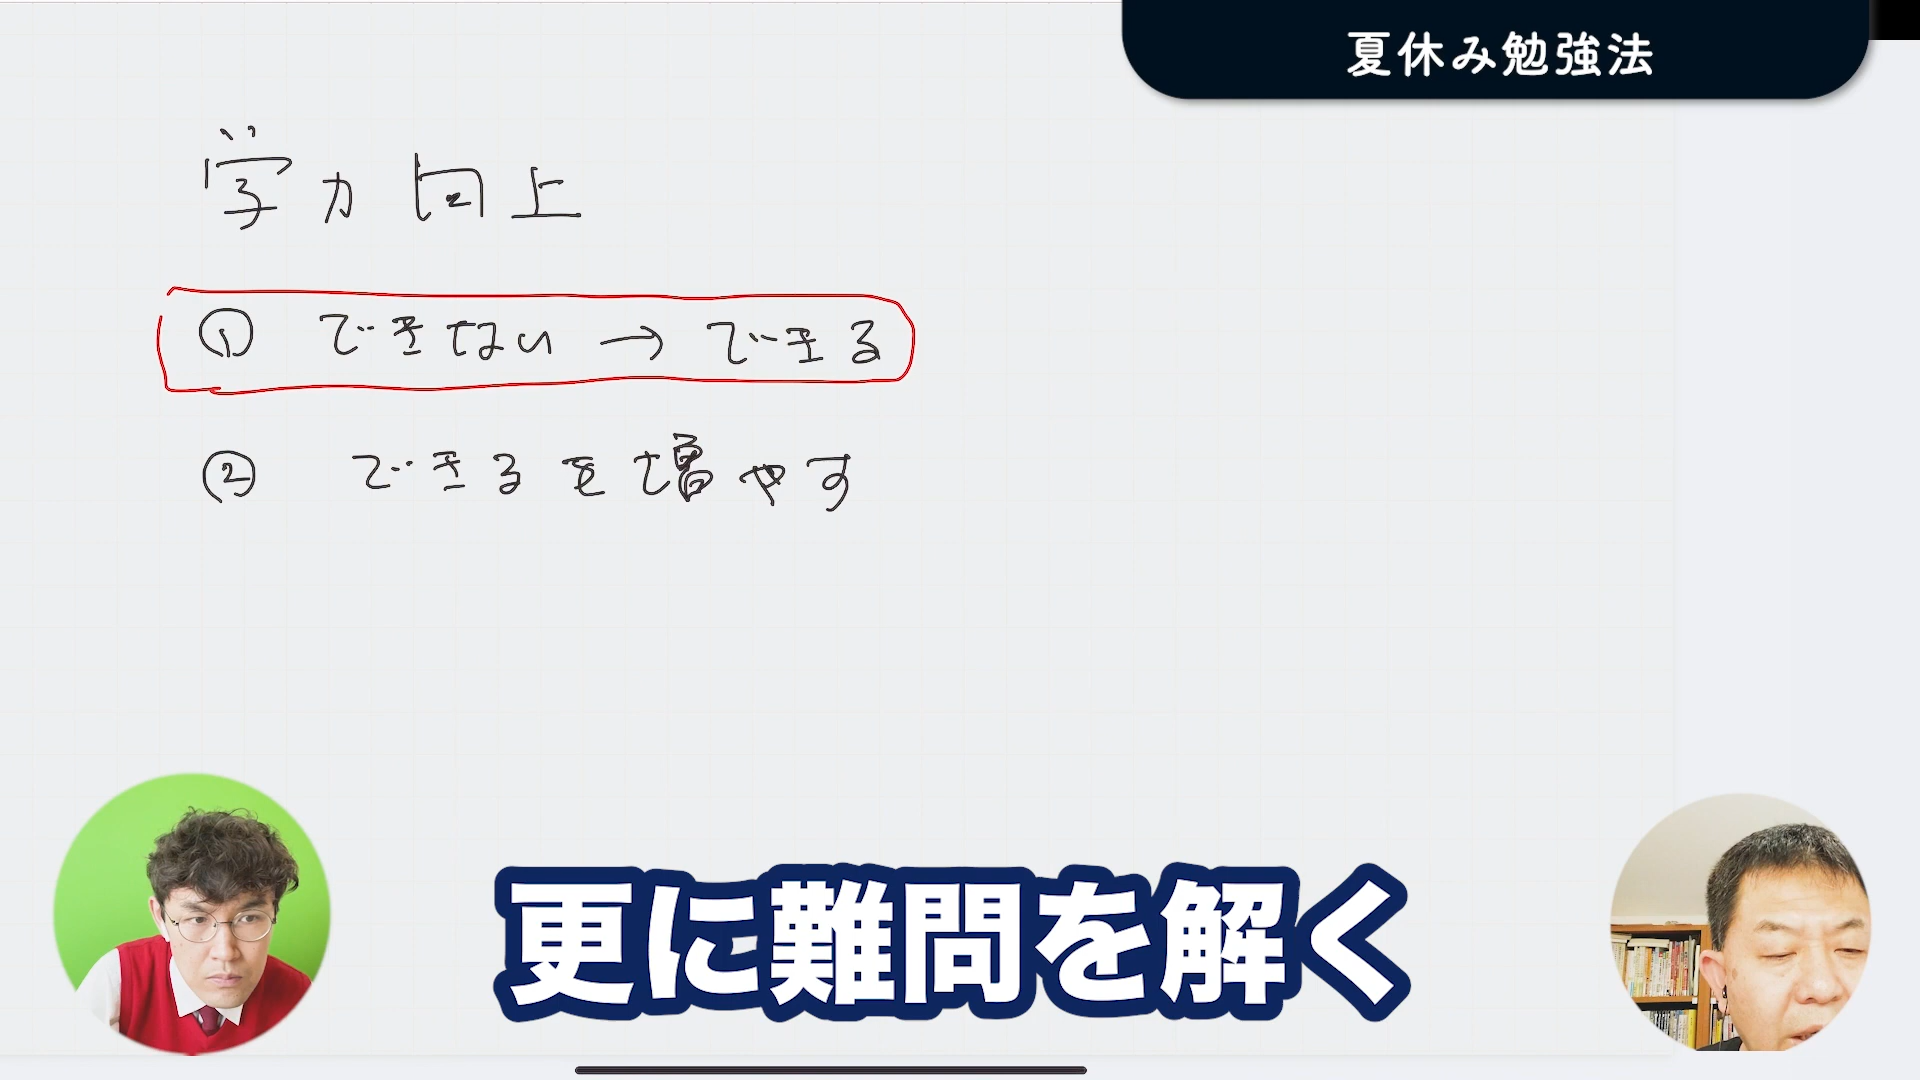 夏休み勉強法
学力向上
① できない → できる
② できるを増やす
更に難問を解く